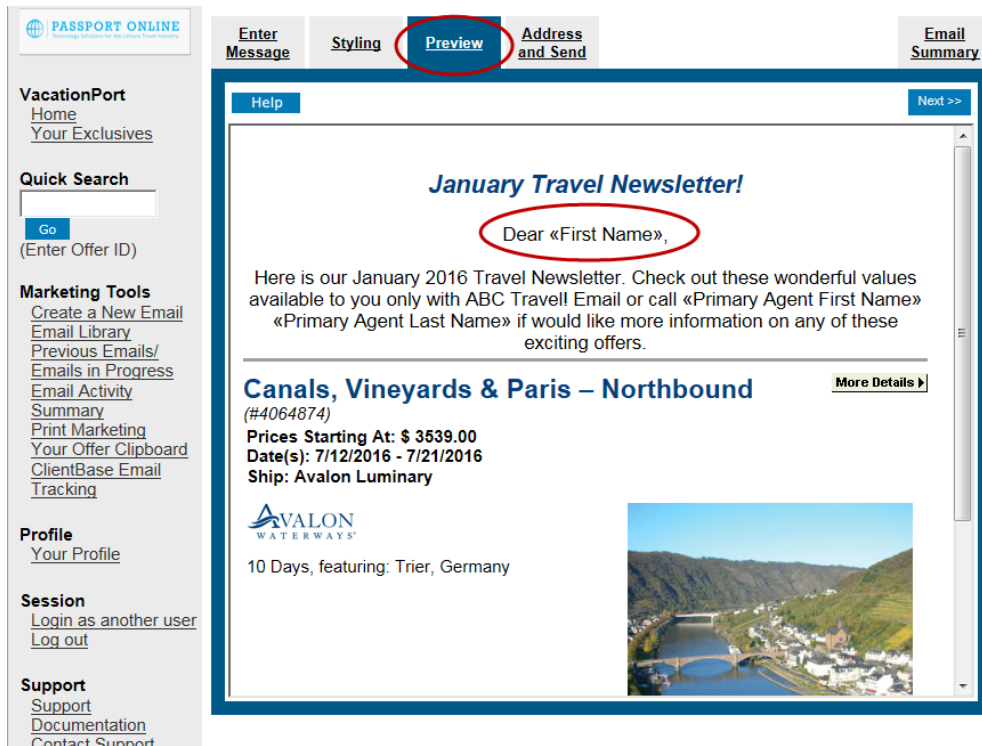 PASSPORT ONLINE
Technology Solutions for the Leisure Travel Industry
VacationPort
Home
Your Exclusives
Quick Search
Go
(Enter Offer ID)
Marketing Tools
Create a New Email
Email Library
Previous Emails/
Emails in Progress
Email Activity
Summary
Print Marketing
Your Offer Clipboard
ClientBase Email
Tracking
Profile
Your Profile
Session
Login as another user
Log out
Support
Support
Documentation
Contact Support
Enter
Message
Styling
Preview
Address
and Send
Email
Summary
Help
Next >>
January Travel Newsletter!
Dear «First Name»,
Here is our January 2016 Travel Newsletter. Check out these wonderful values
available to you only with ABC Travel! Email or call «Primary Agent First Name»
«Primary Agent Last Name» if would like more information on any of these
exciting offers.
Canals, Vineyards & Paris – Northbound
More Details
(#4064874)
Prices Starting At: $ 3539.00
Date(s): 7/12/2016 - 7/21/2016
Ship: Avalon Luminary
AVALON
WATERWAYS
10 Days, featuring: Trier, Germany